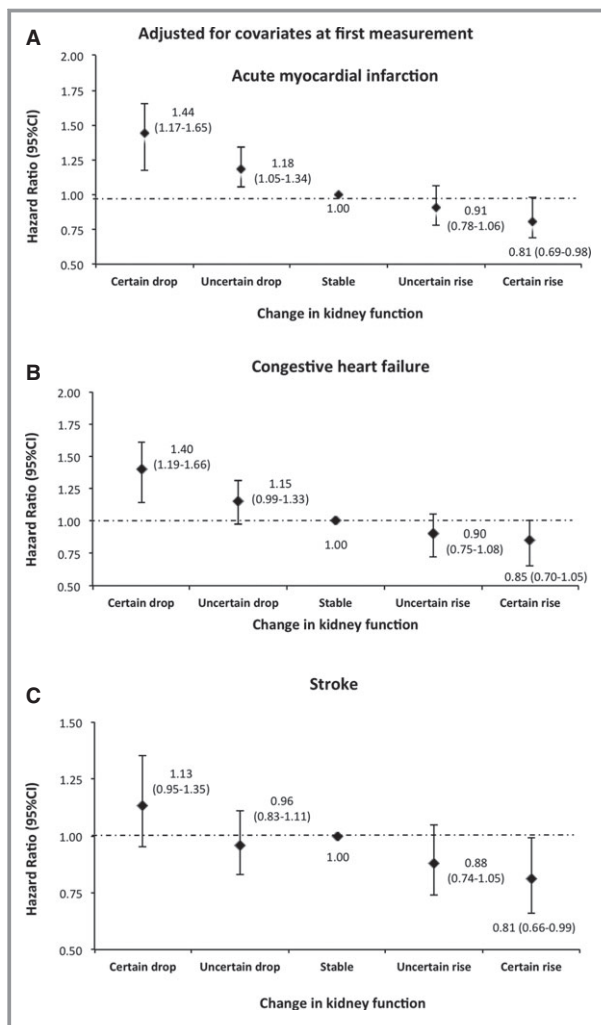 A
Adjusted for covariates at first measurement
Acute myocardial infarction
Hazard Ratio (95%CI)
2.00
1.75
1.50
1.25
1.00
0.75
0.50
1.44
(1.17-1.65)
1.18
(1.05-1.34)
1.00
0.91
(0.78-1.06)
0.81 (0.69-0.98)
Certain drop
Uncertain drop
Stable
Uncertain rise
Certain rise
Change in kidney function
B
Congestive heart failure
Hazard Ratio (95%CI)
2.00
1.75
1.50
1.25
1.00
0.75
0.50
1.40
(1.19-1.66)
1.15
(0.99-1.33)
1.00
0.90
(0.75-1.08)
0.85 (0.70-1.05)
Certain drop
Uncertain drop
Stable
Uncertain rise
Certain rise
Change in kidney function
C
Stroke
Hazard Ratio (95%CI)
1.50
1.25
1.00
0.75
0.50
1.13
(0.95-1.35)
0.96
(0.83-1.11)
1.00
0.88
(0.74-1.05)
0.81 (0.66-0.99)
Certain drop
Uncertain drop
Stable
Uncertain rise
Certain rise
Change in kidney function